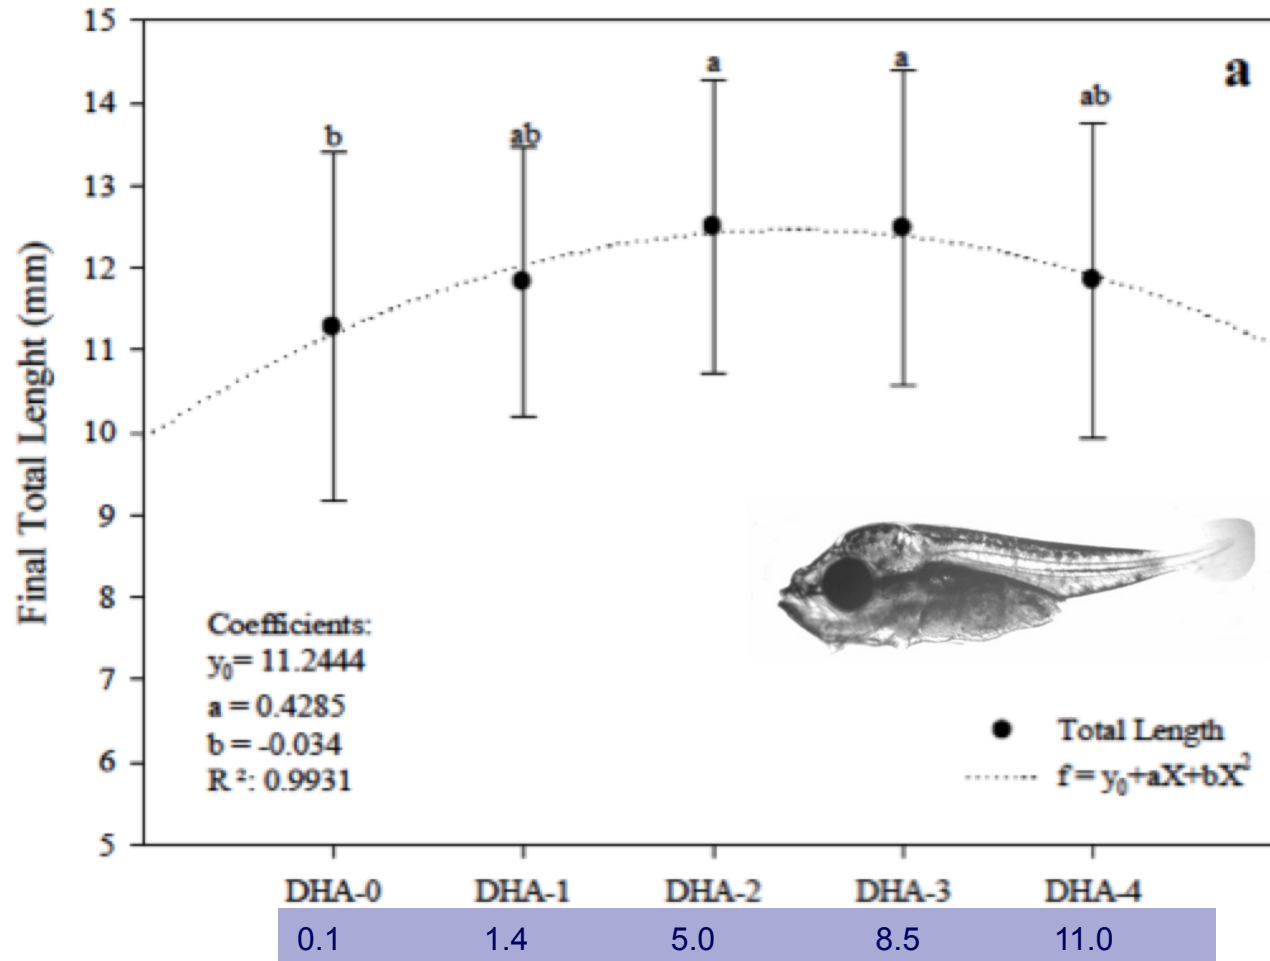 15
b
ab
a
a
ab
a
14
13
12
11
10
9
8
7
6
5
Final Total Lenght (mm)
Coefficients:
y0= 11.2444
a = 0.4285
b = -0.034
R ²: 0.9931
Total Length
f = y0+aX+bX²
DHA-0 DHA-1 DHA-2 DHA-3 DHA-4
0.1 1.4 5.0 8.5 11.0